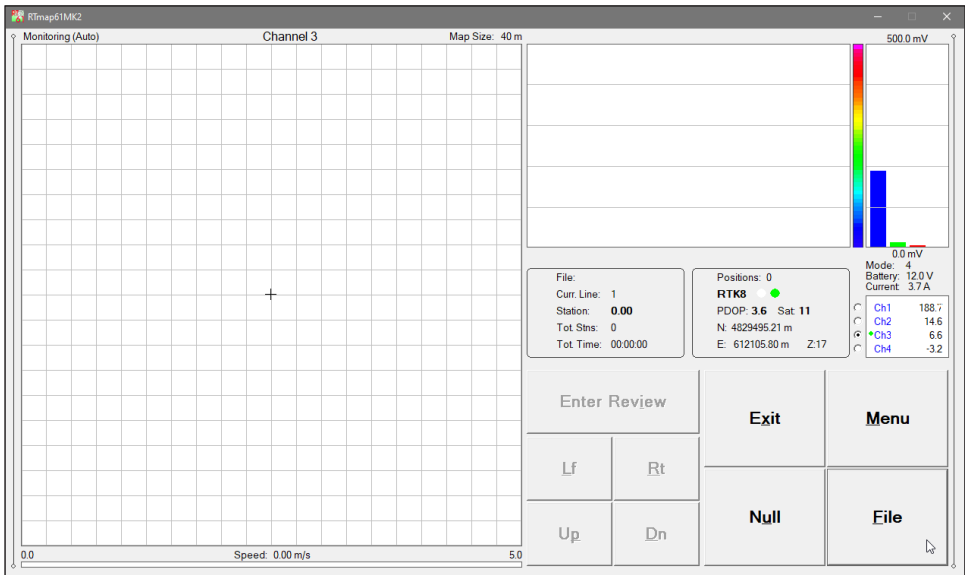 RTmap61MK2
Monitoring (Auto) Channel 3 Map Size: 40 m
500.0 mV
0.0 mV
Mode: 4
Battery: 12.0 V
Current: 3.7 A
File:
Curr. Line: 1
Station: 0.00
Tot. Stns: 0
Tot. Time: 00:00:00
Positions: 0
RTK8
PDOP: 3.6 Sat: 11
N: 4829495.21 m
E: 612105.80 m Z:17
Ch1 188.7
Ch2 14.6
Ch3 6.6
Ch4 -3.2
Enter Review
Exit
Menu
Lf
Rt
Null
File
Up
Dn
0.0 Speed: 0.00 m/s 5.0